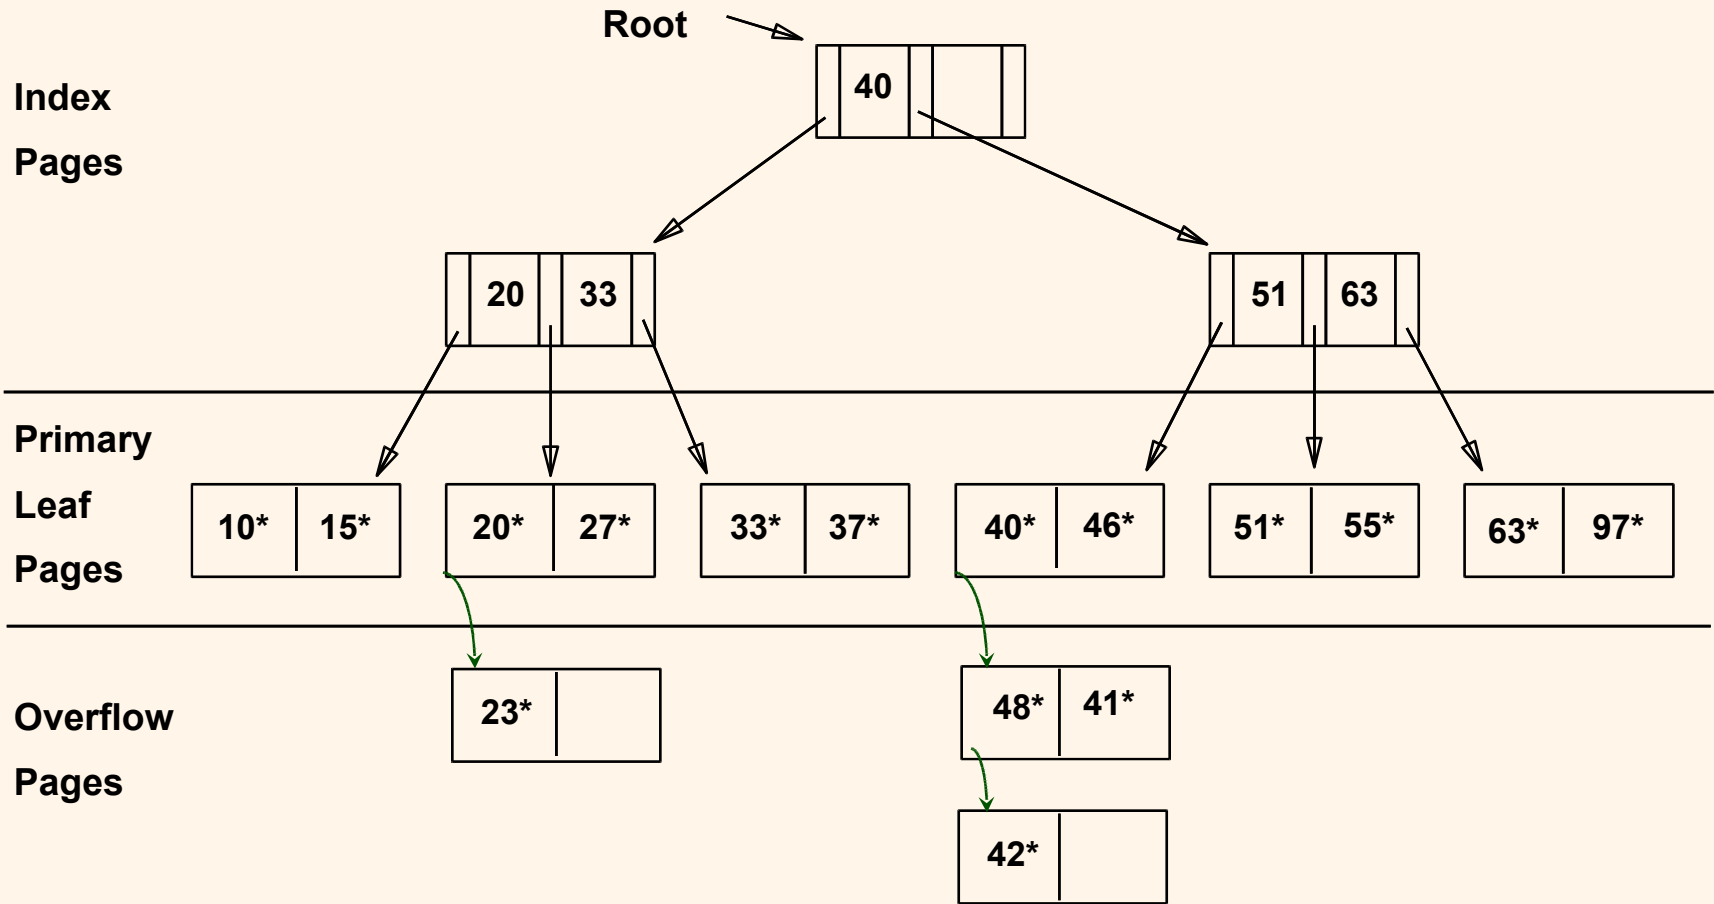 Root
40
Index
Pages
20 33 51 63
Primary
Leaf
Pages
10* 15* 20* 27* 33* 37* 40* 46* 51* 55* 63* 97*
Overflow
Pages
23* 48* 41*
42*